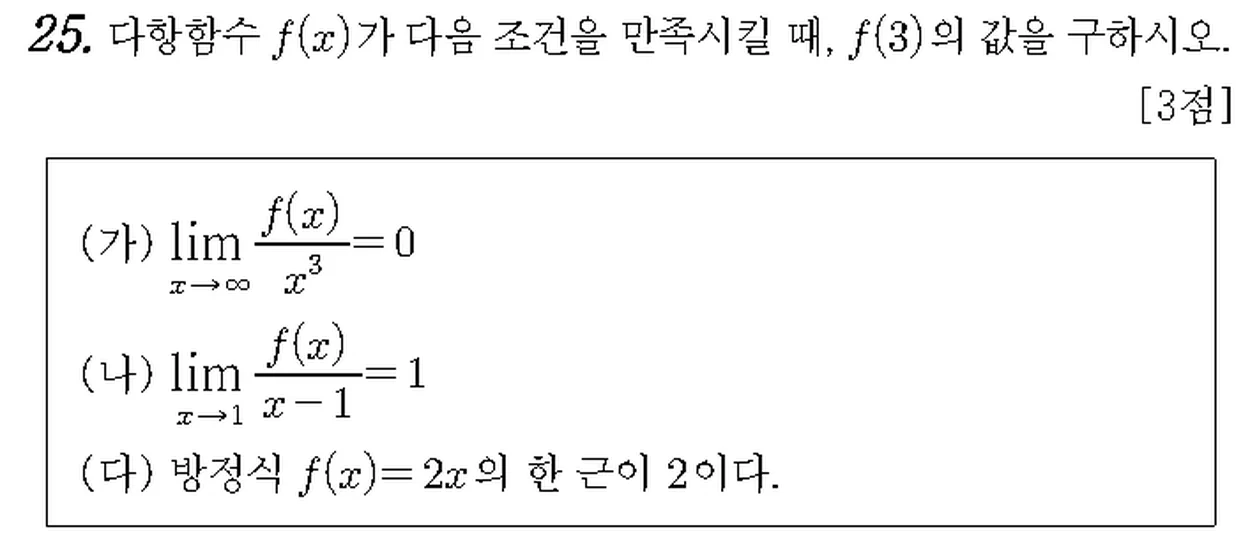 25. 다항함수 f(x)가 다음 조건을 만족시킬 때, f(3)의 값을 구하시오.
[3점]
(가) lim_{x→∞} f(x)/x^3 = 0
(나) lim_{x→1} f(x)/(x-1) = 1
(다) 방정식 f(x)=2x의 한 근이 2이다.